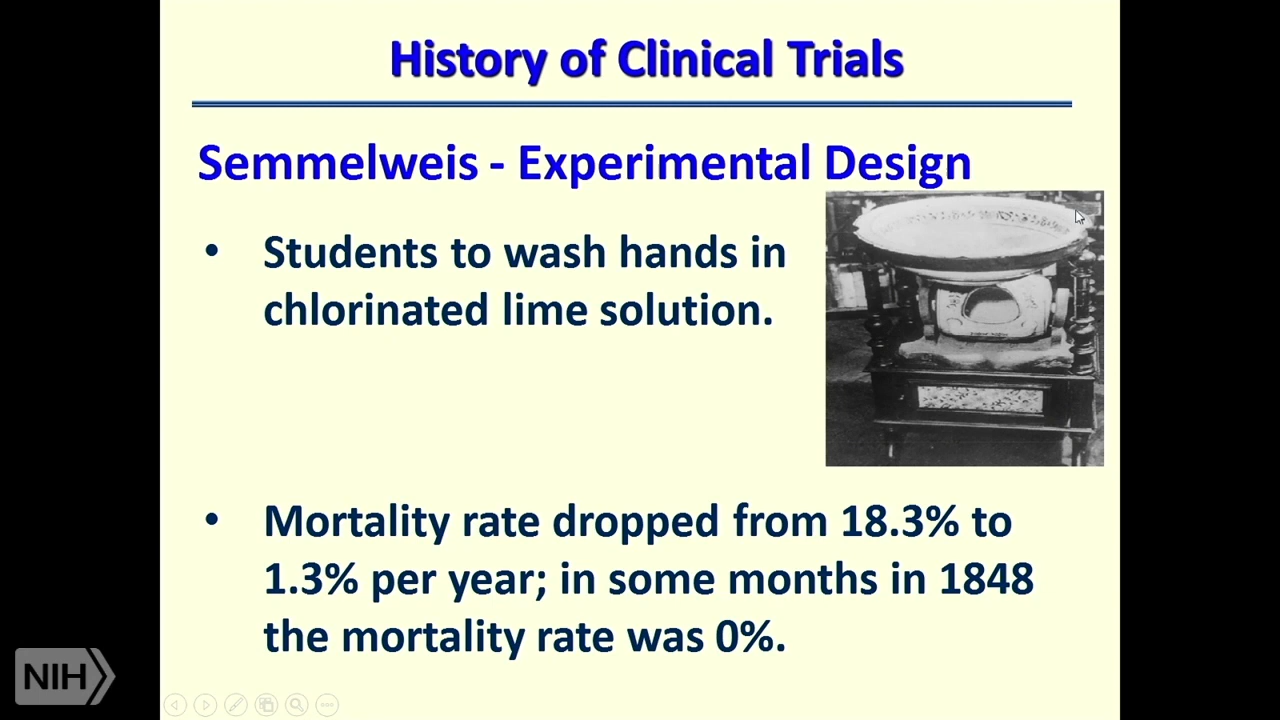 History of Clinical Trials
Semmelweis - Experimental Design
• Students to wash hands in
chlorinated lime solution.
• Mortality rate dropped from 18.3% to
1.3% per year; in some months in 1848
the mortality rate was 0%.
NIH